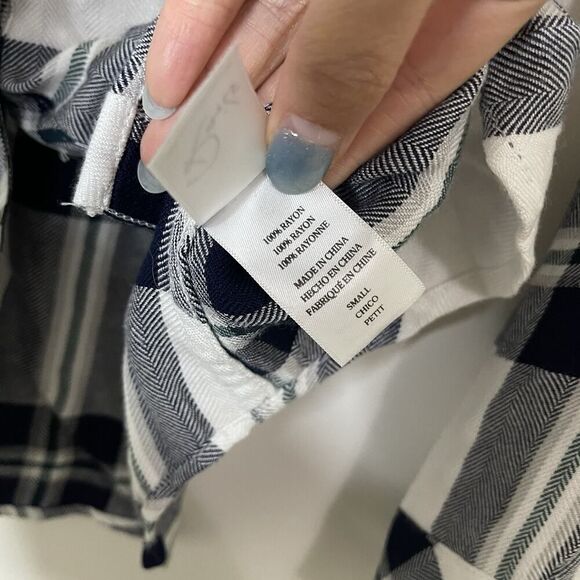 100% RAYON
100% RAYON
100% RAYONNE
MADE IN CHINA
HECHO EN CHINA
FABRIQUÉ EN CHINE
SMALL
CHICO
PETIT